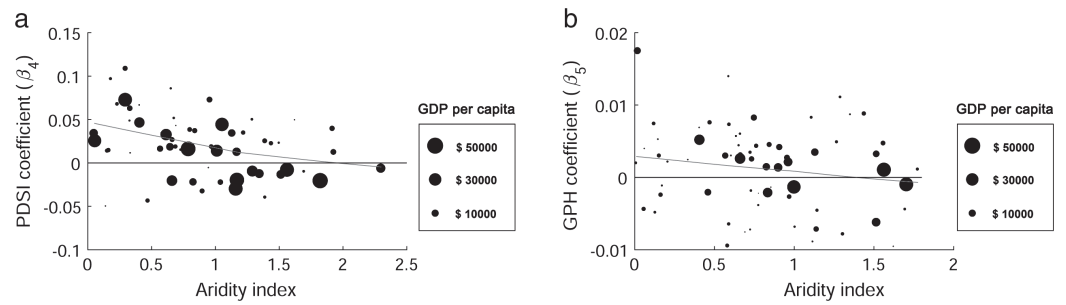 a
0.15
0.1
0.05
0
-0.05
-0.1
PDSI coefficient (β4)
0 0.5 1 1.5 2 2.5
Aridity index
GDP per capita
$ 50000
$ 30000
$ 10000
b
0.02
0.01
0
-0.01
GPH coefficient (β5)
0 0.5 1 1.5 2
Aridity index
GDP per capita
$ 50000
$ 30000
$ 10000